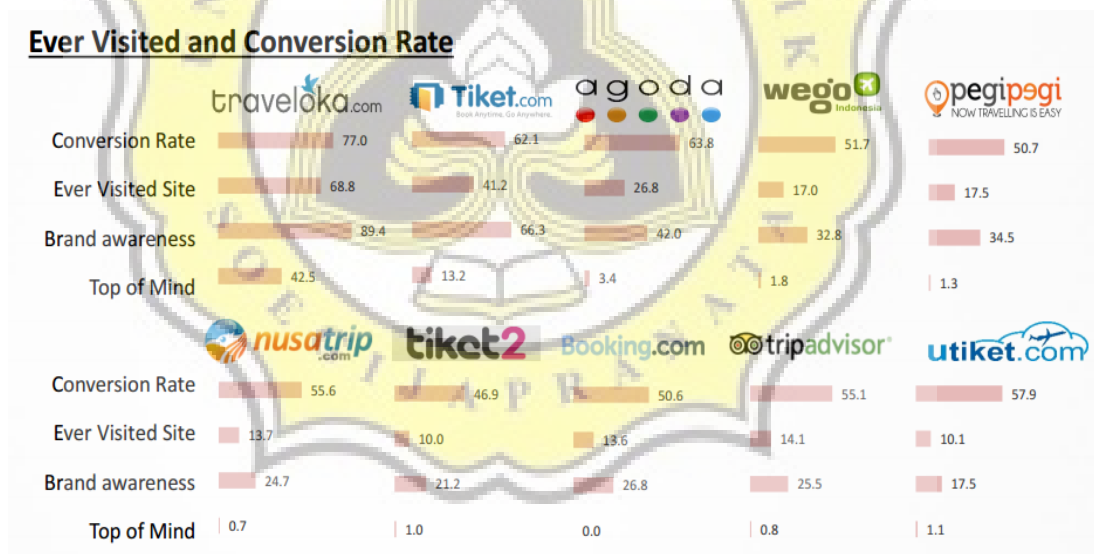 Ever Visited and Conversion Rate
traveloka.com
Tiket.com
Book Anytime. Go Anywhere.
agoda
wego
Indonesia
pegipegi
NOW TRAVELLING IS EASY
Conversion Rate 77.0 62.1 63.8 51.7 50.7
Ever Visited Site 68.8 41.2 26.8 17.0 17.5
Brand awareness 89.4 66.3 42.0 32.8 34.5
Top of Mind 42.5 13.2 3.4 1.8 1.3
nusatrip
.com
tiket2
Booking.com
tripadvisor®
utiket.com
Conversion Rate 55.6 46.9 50.6 55.1 57.9
Ever Visited Site 13.7 10.0 13.6 14.1 10.1
Brand awareness 24.7 21.2 26.8 25.5 17.5
Top of Mind 0.7 1.0 0.0 0.8 1.1